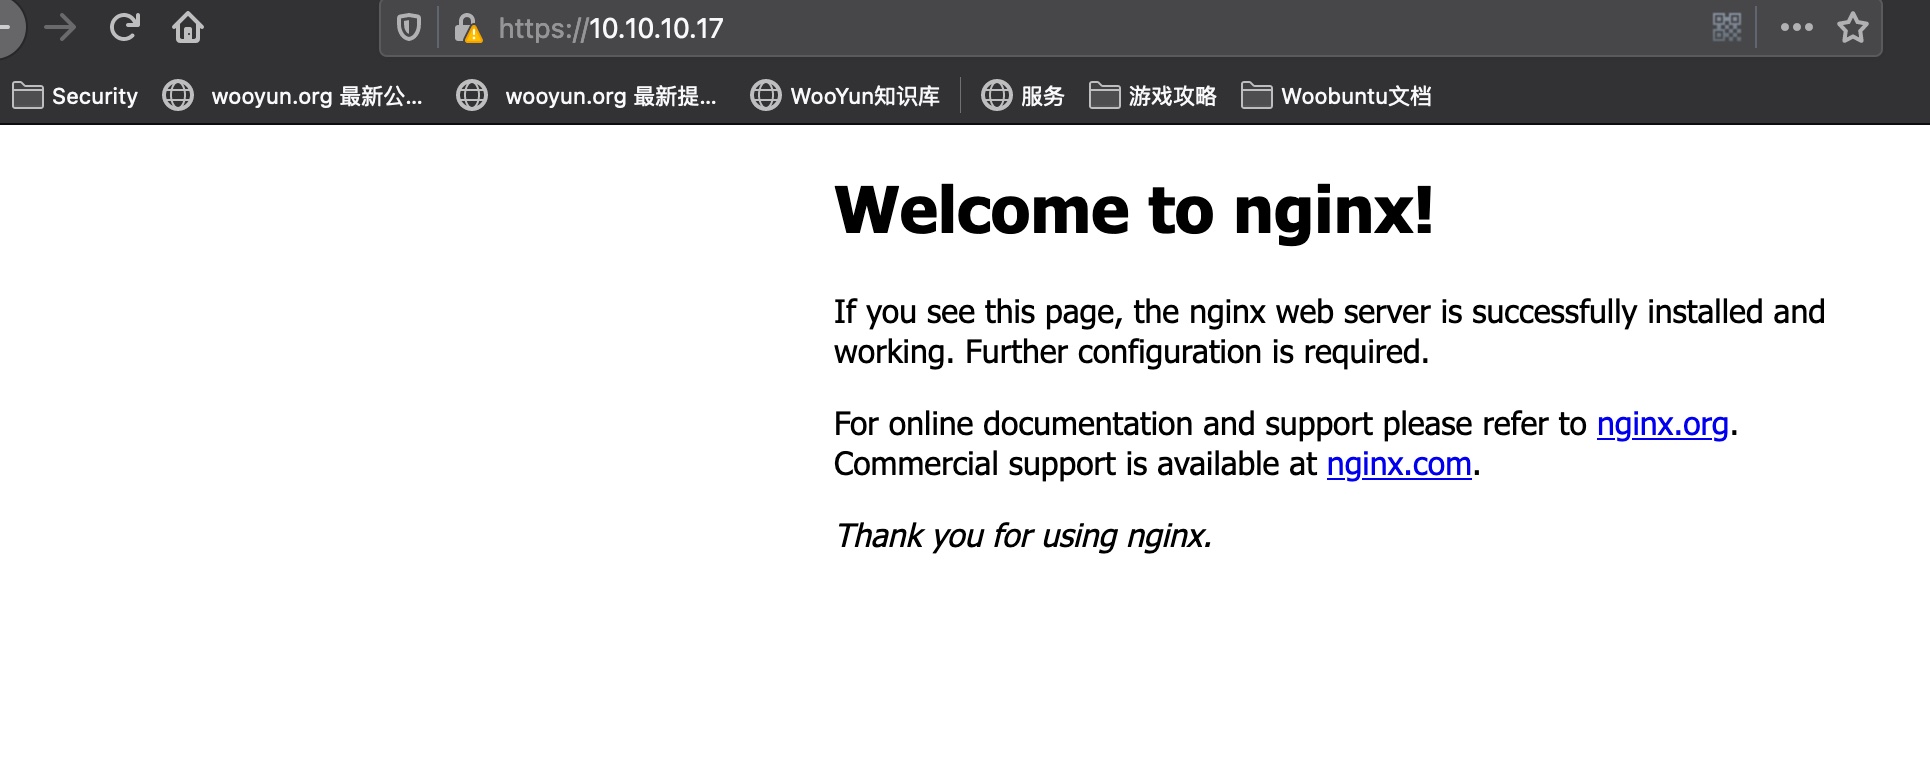 https://10.10.10.17
Security wooyun.org 最新公... wooyun.org 最新提... WooYun知识库 服务 游戏攻略 Woobuntu文档
Welcome to nginx!
If you see this page, the nginx web server is successfully installed and
working. Further configuration is required.
For online documentation and support please refer to nginx.org.
Commercial support is available at nginx.com.
Thank you for using nginx.